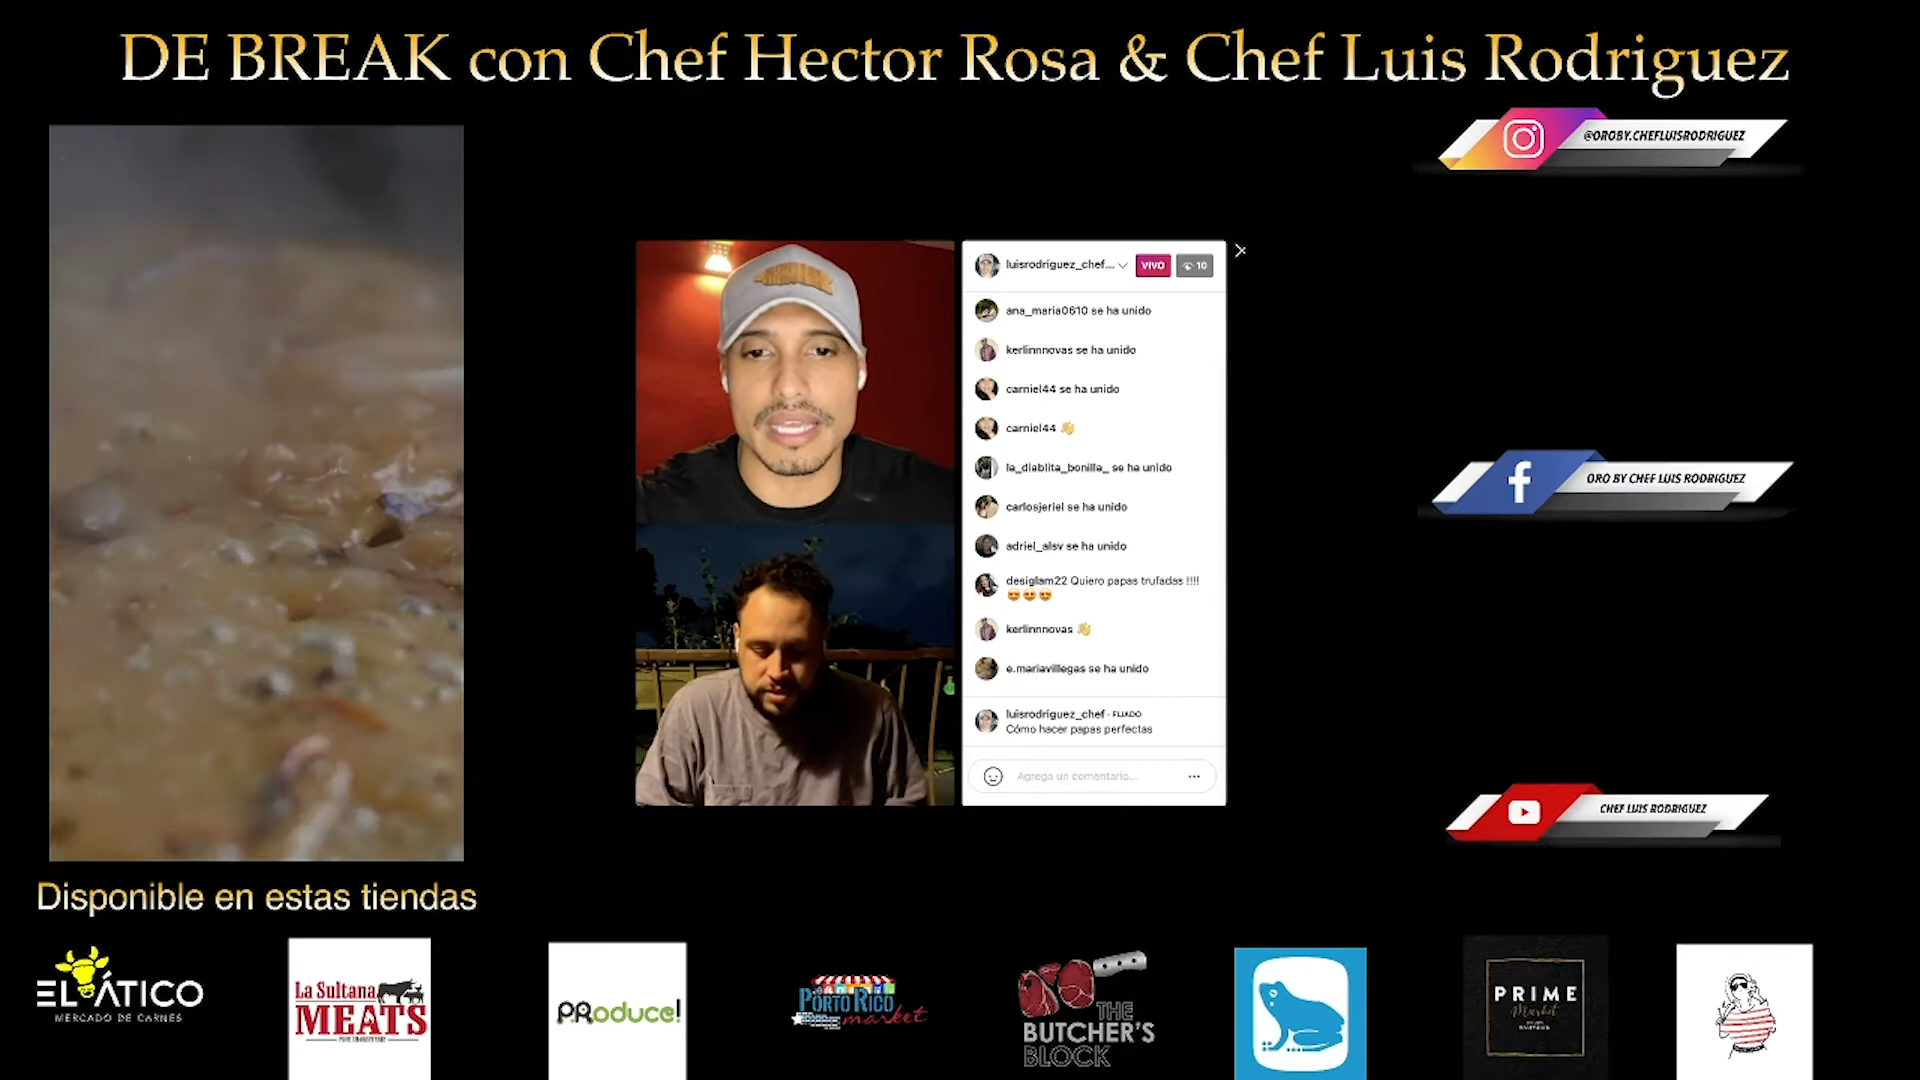 DE BREAK con Chef Hector Rosa & Chef Luis Rodriguez
@OROBY.CHEFLUISRODRIGUEZ
luisrodriguez_chef...
VIVO
10
ana_maria0610 se ha unido
kerlinnnovas se ha unido
carniel44 se ha unido
carniel44 👋
la_diablita_bonilla_ se ha unido
carlosjeriel se ha unido
adriel_alsv se ha unido
desiglam22 Quiero papas trufadas !!!!
😍😍😍
kerlinnnovas 👋
e.mariavillegas se ha unido
luisrodriguez_chef · FIJADO
Cómo hacer papas perfectas
Agrega un comentario...
ORO BY CHEF LUIS RODRIGUEZ
CHEF LUIS RODRIGUEZ
Disponible en estas tiendas
EL ÁTICO
MERCADO DE CARNES
La Sultana
MEATS
PRoduce!
PORTO RICO
market
THE
BUTCHER'S
BLOCK
PRIME
Market